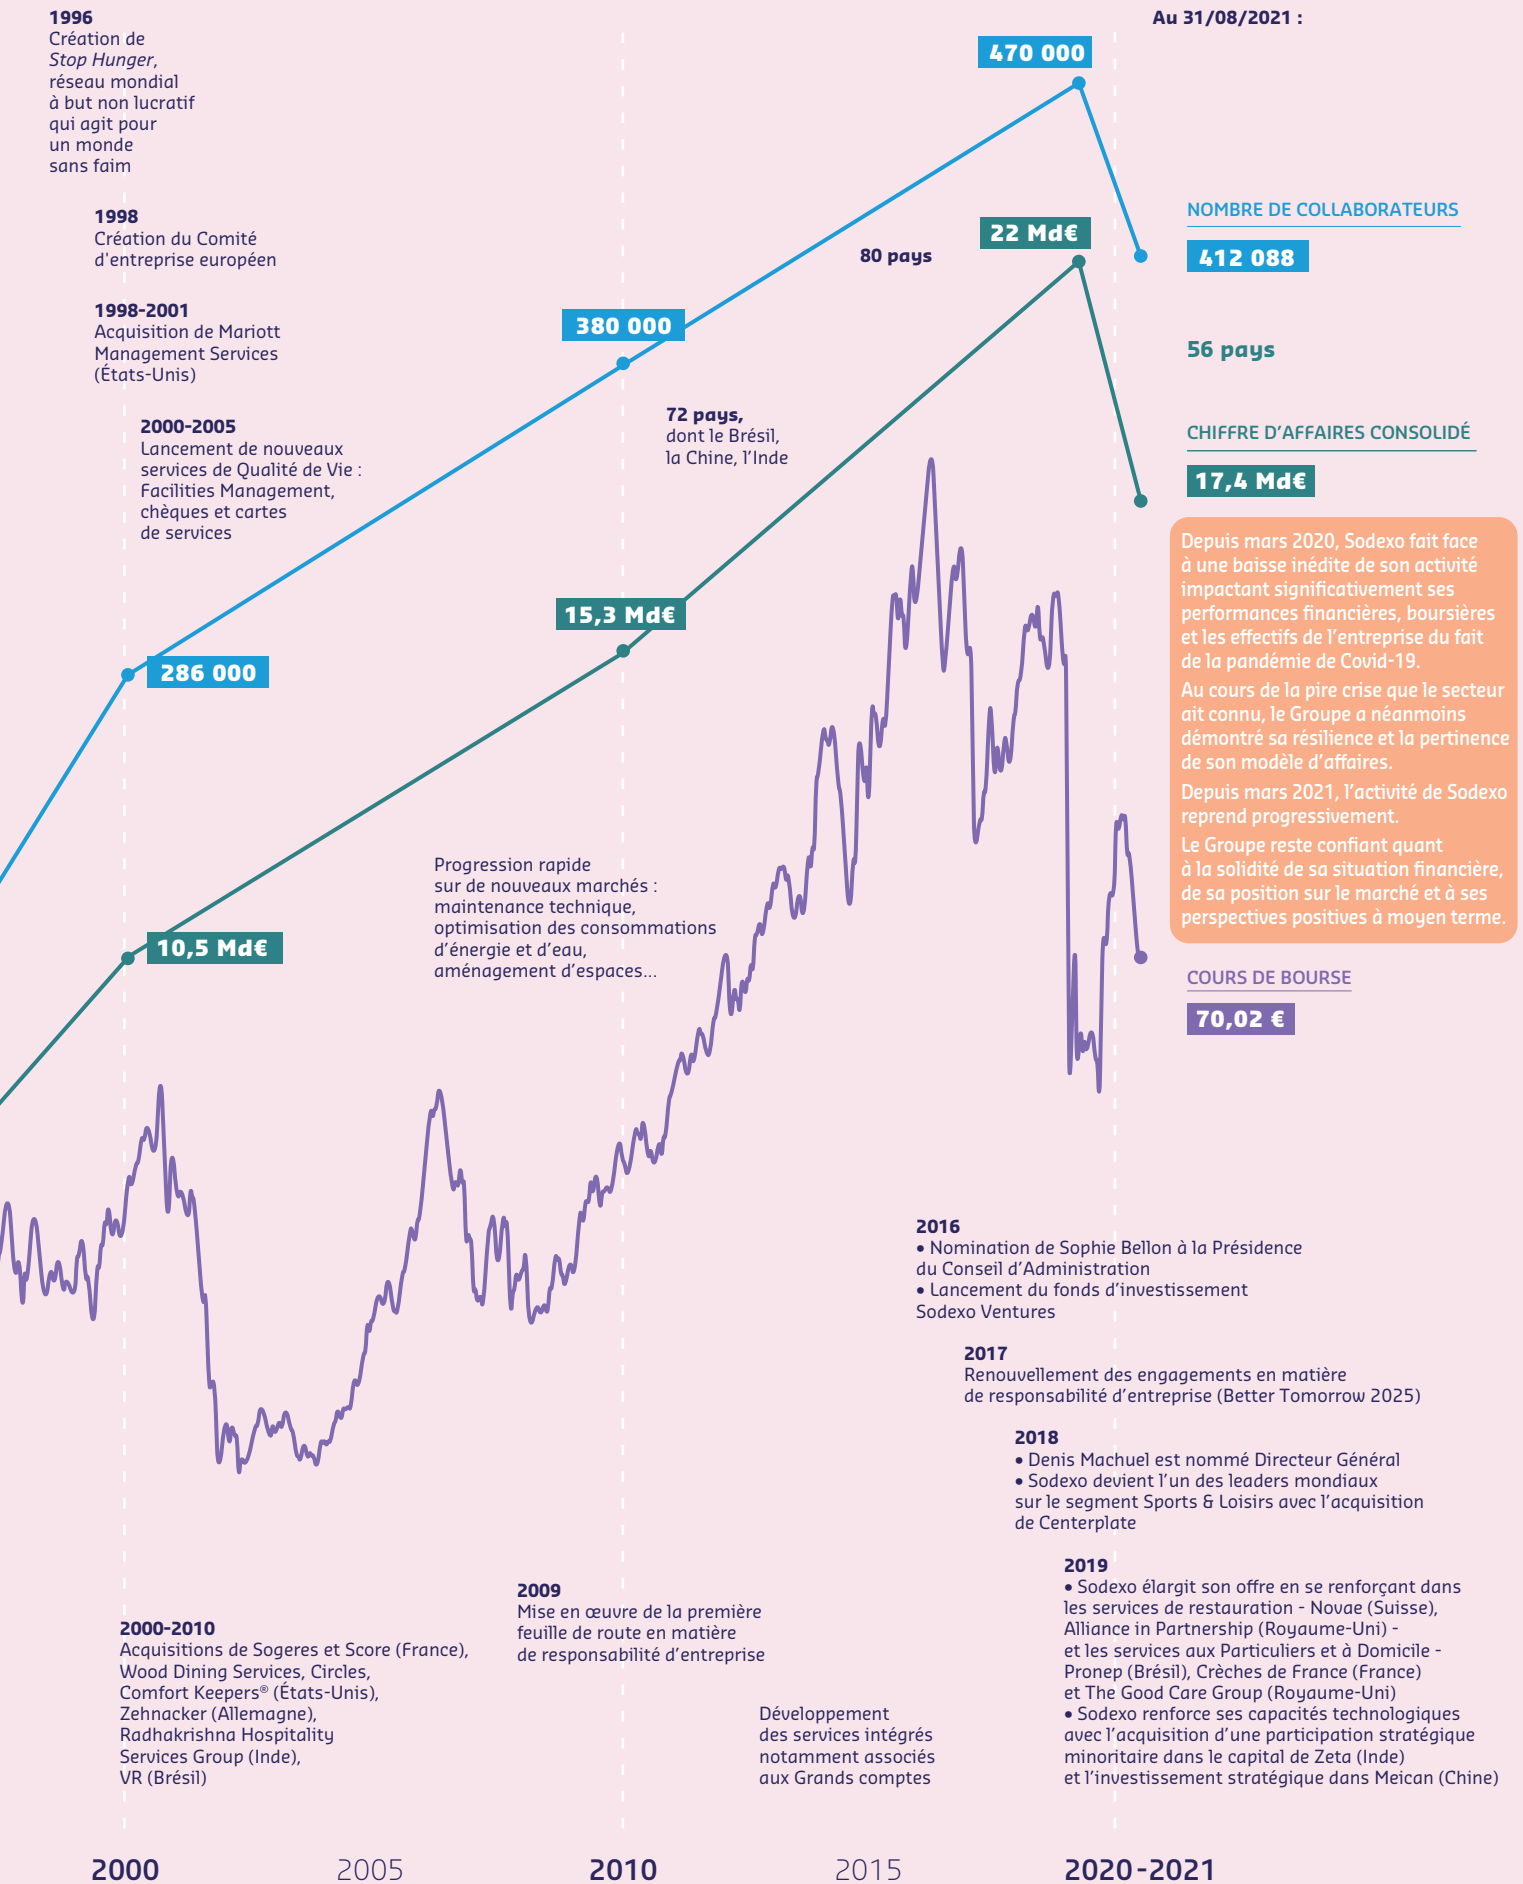 1996
Création de
Stop Hunger,
réseau mondial
à but non lucratif
qui agit pour
un monde
sans faim
1998
Création du Comité
d'entreprise européen
1998-2001
Acquisition de Mariott
Management Services
(États-Unis)
2000-2005
Lancement de nouveaux
services de Qualité de Vie :
Facilities Management,
chèques et cartes
de services
286 000
10,5 Md€
380 000
72 pays,
dont le Brésil,
la Chine, l’Inde
15,3 Md€
Progression rapide
sur de nouveaux marchés :
maintenance technique,
optimisation des consommations
d’énergie et d’eau,
aménagement d’espaces...
470 000
80 pays
22 Md€
Au 31/08/2021 :
NOMBRE DE COLLABORATEURS
412 088
56 pays
CHIFFRE D’AFFAIRES CONSOLIDÉ
17,4 Md€
Depuis mars 2020, Sodexo fait face
à une baisse inédite de son activité
impactant significativement ses
performances financières, boursières
et les effectifs de l’entreprise du fait
de la pandémie de Covid-19.
Au cours de la pire crise que le secteur
ait connu, le Groupe a néanmoins
démontré sa résilience et la pertinence
de son modèle d’affaires.
Depuis mars 2021, l’activité de Sodexo
reprend progressivement.
Le Groupe reste confiant quant
à la solidité de sa situation financière,
de sa position sur le marché et à ses
perspectives positives à moyen terme.
COURS DE BOURSE
70,02 €
2016
• Nomination de Sophie Bellon à la Présidence
du Conseil d’Administration
• Lancement du fonds d’investissement
Sodexo Ventures
2017
Renouvellement des engagements en matière
de responsabilité d’entreprise (Better Tomorrow 2025)
2018
• Denis Machuel est nommé Directeur Général
• Sodexo devient l’un des leaders mondiaux
sur le segment Sports & Loisirs avec l’acquisition
de Centerplate
2019
• Sodexo élargit son offre en se renforçant dans
les services de restauration - Novae (Suisse),
Alliance in Partnership (Royaume-Uni) -
et les services aux Particuliers et à Domicile -
Pronep (Brésil), Crèches de France (France)
et The Good Care Group (Royaume-Uni)
• Sodexo renforce ses capacités technologiques
avec l’acquisition d’une participation stratégique
minoritaire dans le capital de Zeta (Inde)
et l’investissement stratégique dans Meican (Chine)
2009
Mise en œuvre de la première
feuille de route en matière
de responsabilité d’entreprise
2000-2010
Acquisitions de Sogeres et Score (France),
Wood Dining Services, Circles,
Comfort Keepers® (États-Unis),
Zehnacker (Allemagne),
Radhakrishna Hospitality
Services Group (Inde),
VR (Brésil)
Développement
des services intégrés
notamment associés
aux Grands comptes
2000 2005 2010 2015 2020-2021